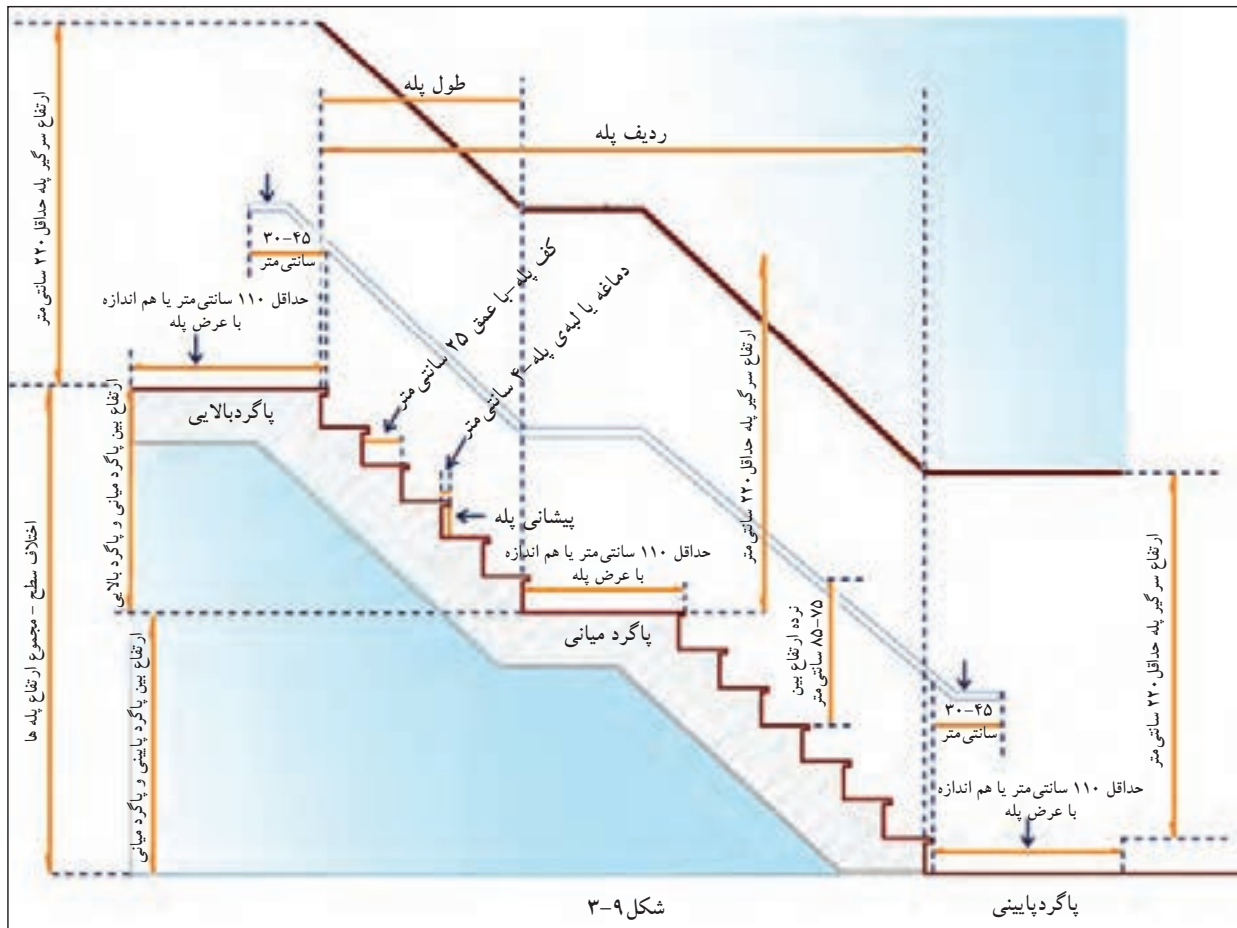 طول پله
ردیف پله
ارتفاع سرگیر پله حداقل ۲۲۰ سانتی‌متر
۳۰-۴۵
سانتی‌متر
حداقل ۱۱۰ سانتی‌متر یا هم اندازه
با عرض پله
کف پله-با عمق ۲۵ سانتی متر
دماغه یا لبه‌ی پله-۴ سانتی متر
ارتفاع سرگیر پله حداقل ۲۲۰ سانتی‌متر
پاگردبالایی
ارتفاع بین پاگرد میانی و پاگرد بالایی
پیشانی پله
حداقل ۱۱۰ سانتی‌متر یا هم اندازه
با عرض پله
پاگرد میانی
نرده ارتفاع بین
۸۵-۷۵ سانتی‌متر
ارتفاع سرگیر پله حداقل ۲۲۰ سانتی‌متر
اختلاف سطح - مجموع ارتفاع پله ها
ارتفاع بین پاگرد پایینی و پاگرد میانی
۳۰-۴۵
سانتی‌متر
حداقل ۱۱۰ سانتی‌متر یا هم اندازه
با عرض پله
پاگردپایینی
شکل ۹-۳